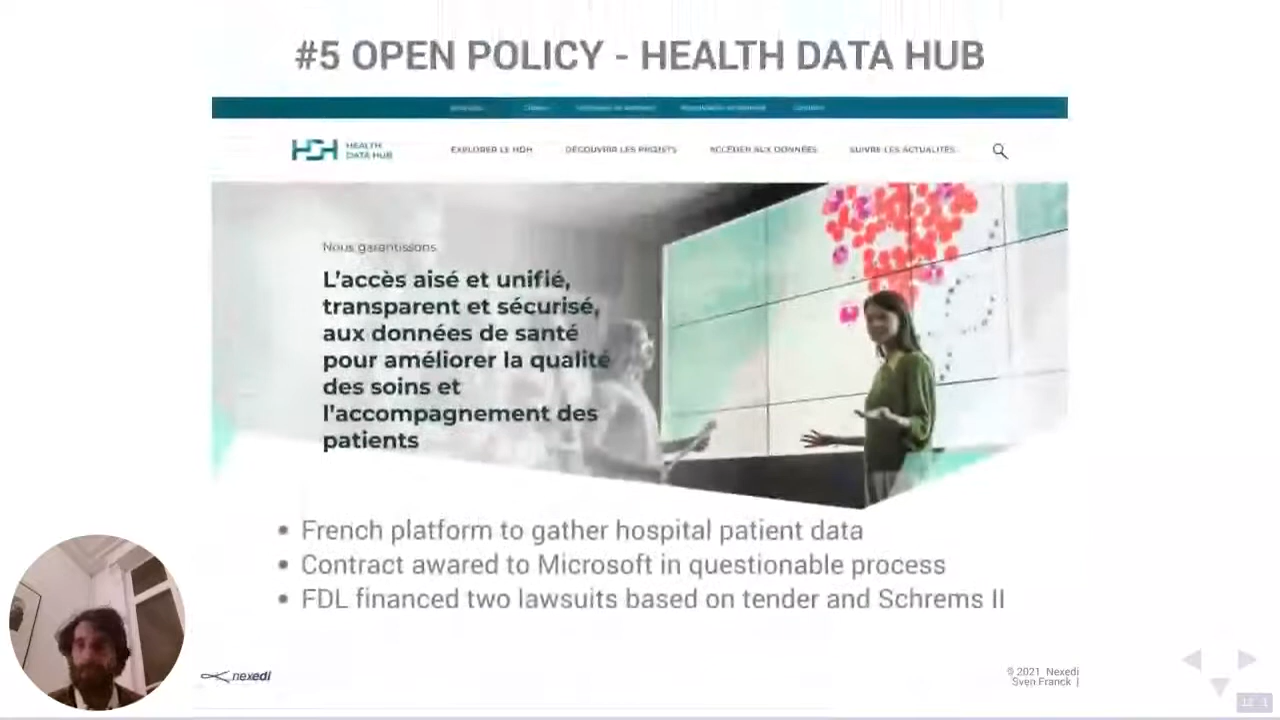 #5 OPEN POLICY - HEALTH DATA HUB
HEALTH
DATA HUB
EXPLORER LE HDH
DÉCOUVRIR LES PROJETS
ACCÉDER AUX DONNÉES
SUIVRE LES ACTUALITÉS
Nous garantissons
L'accès aisé et unifié,
transparent et sécurisé,
aux données de santé
pour améliorer la qualité
des soins et
l'accompagnement des
patients
• French platform to gather hospital patient data
• Contract awared to Microsoft in questionable process
• FDL financed two lawsuits based on tender and Schrems II
nexedi
© 2021 Nexedi
Sven Franck |